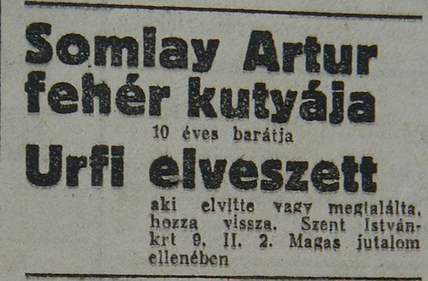 Somlay Artur
fehér kutyája
10 éves barátja
Urfi elveszett
aki elvitte vagy megtalálta,
hozza vissza. Szent István-
krt 9. II. 2. Magas jutalom
ellenében